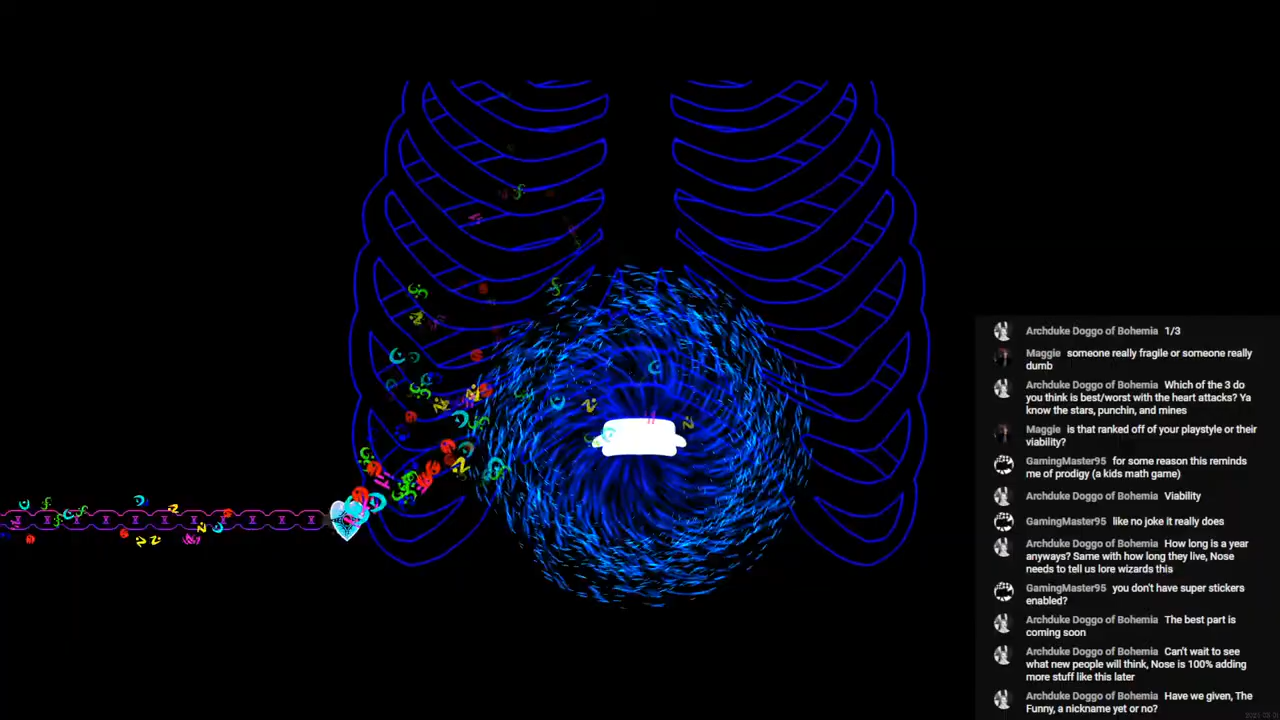 Archduke Doggo of Bohemia 1/3
Maggie someone really fragile or someone really
dumb
Archduke Doggo of Bohemia Which of the 3 do
you think is best/worst with the heart attacks? Ya
know the stars, punchin, and mines
Maggie is that ranked off of your playstyle or their
viability?
GamingMaster95 for some reason this reminds
me of prodigy (a kids math game)
Archduke Doggo of Bohemia Viability
GamingMaster95 like no joke it really does
Archduke Doggo of Bohemia How long is a year
anyways? Same with how long they live, Nose
needs to tell us lore wizards this
GamingMaster95 you don't have super stickers
enabled?
Archduke Doggo of Bohemia The best part is
coming soon
Archduke Doggo of Bohemia Can't wait to see
what new people will think, Nose is 100% adding
more stuff like this later
Archduke Doggo of Bohemia Have we given, The
Funny, a nickname yet or no?